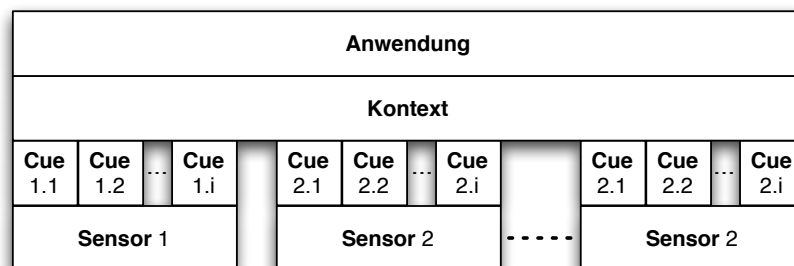 Anwendung
Kontext
Cue Cue ... Cue Cue Cue ... Cue Cue Cue ... Cue
1.1 1.2 1.i 2.1 2.2 2.i 2.1 2.2 2.i
Sensor 1 Sensor 2 Sensor 2